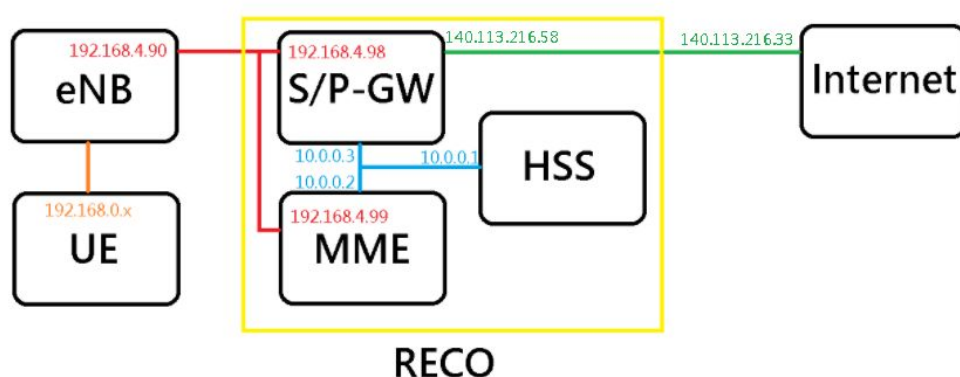 192.168.4.90
eNB
192.168.4.98
S/P-GW
140.113.216.58
140.113.216.33
Internet
10.0.0.3
10.0.0.2
10.0.0.1
HSS
192.168.0.x
UE
192.168.4.99
MME
RECO